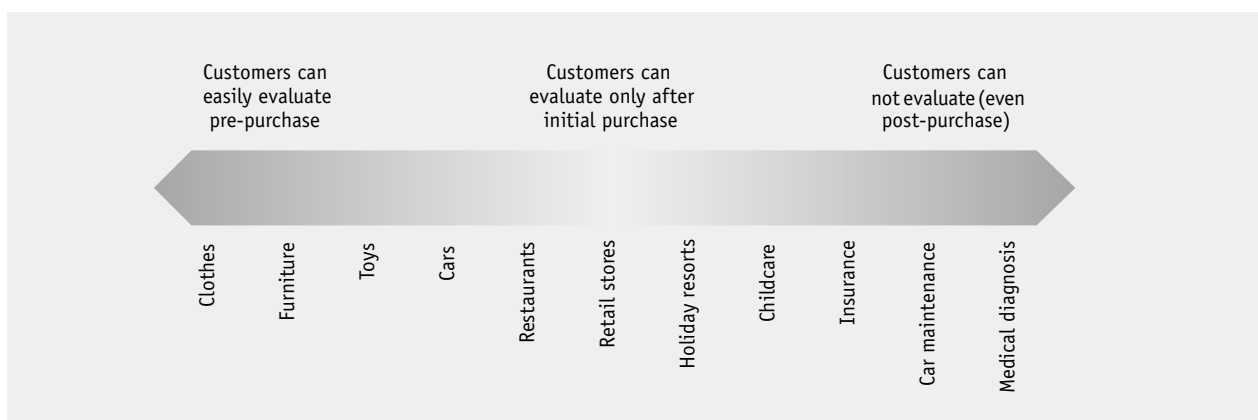 Customers can
easily evaluate
pre-purchase
Customers can
evaluate only after
initial purchase
Customers can
not evaluate (even
post-purchase)
Clothes
Furniture
Toys
Cars
Restaurants
Retail stores
Holiday resorts
Childcare
Insurance
Car maintenance
Medical diagnosis